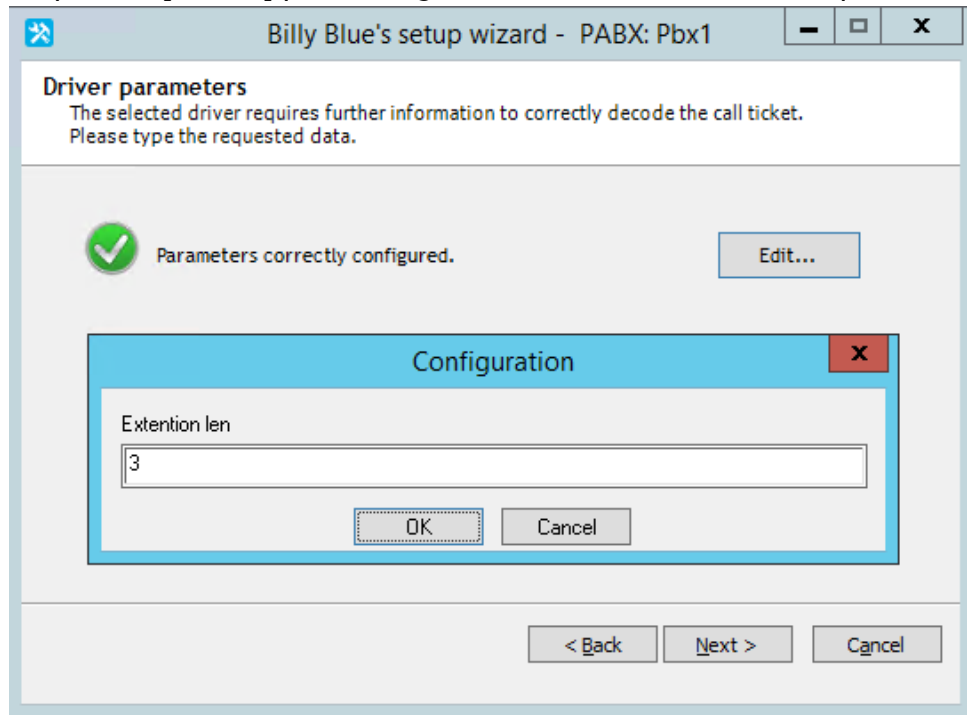 Billy Blue's setup wizard - PABX: Pbx1
Driver parameters
The selected driver requires further information to correctly decode the call ticket.
Please type the requested data.
Parameters correctly configured.
Edit...
Configuration
x
Extention len
3
OK
Cancel
< Back
Next >
Cancel